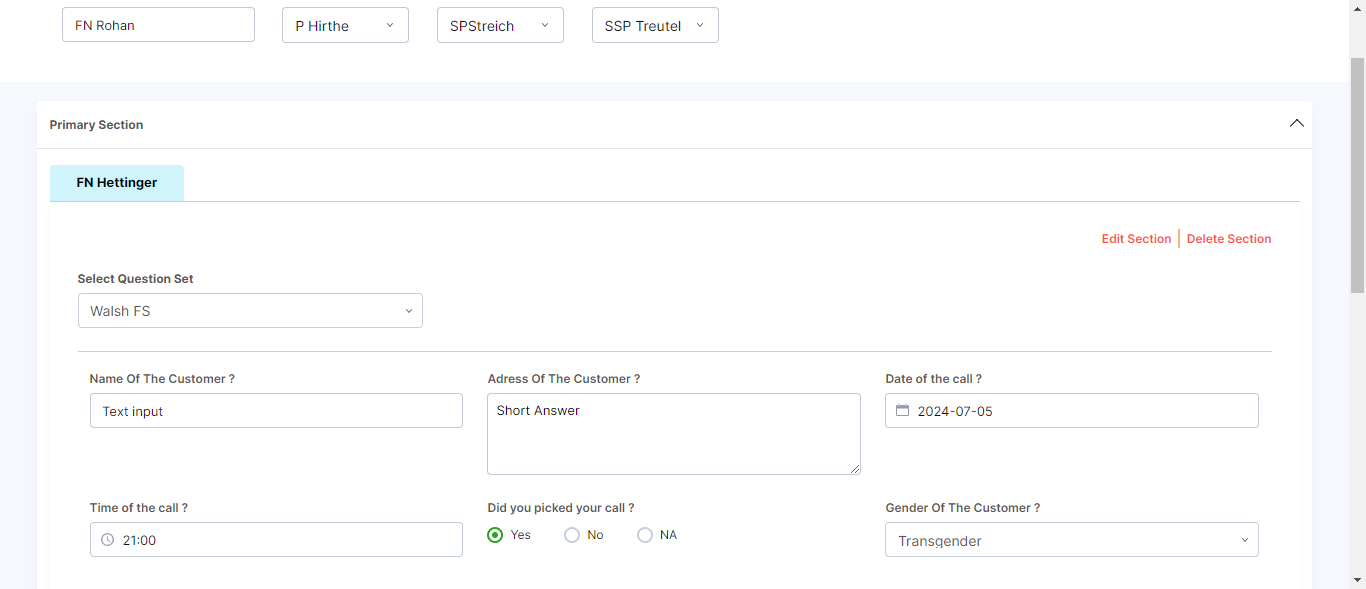 FN Rohan P Hirthe SPStreich SSP Treutel
Primary Section
FN Hettinger
Edit Section Delete Section
Select Question Set
Walsh FS
Name Of The Customer ? Adress Of The Customer ? Date of the call ?
Text input Short Answer 2024-07-05
Time of the call ? Did you picked your call ? Gender Of The Customer ?
21:00 Yes No NA Transgender